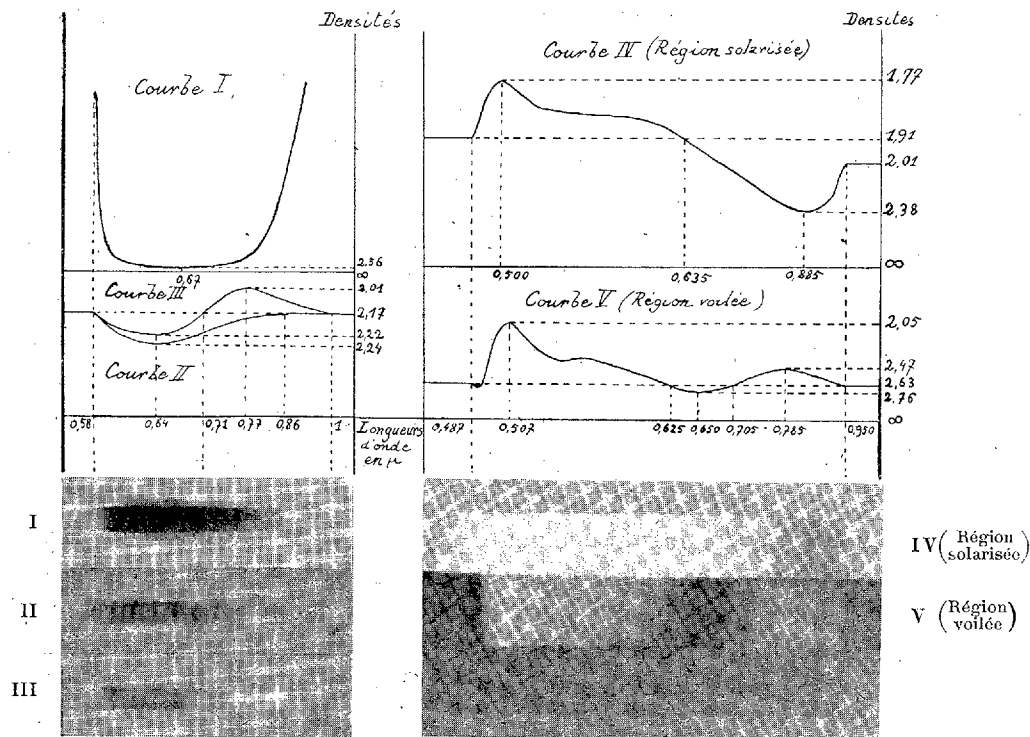 Densités
Courbe I
2,36
∞
0,67
Courbe III
2,01
2,17
2,22
2,24
Courbe II
0,58
0,64
0,71
0,77
0,86
1
Longueurs
d'onde
en μ
Densites
Courbe IV (Région solarisée)
1,77
1,91
2,01
2,38
∞
0,500
0,635
0,885
Courbe V (Région voilée)
2,05
2,47
2,63
2,76
∞
0,487
0,507
0,625
0,650
0,705
0,785
0,950
I
II
III
IV (Région solarisée)
V (Région voilée)